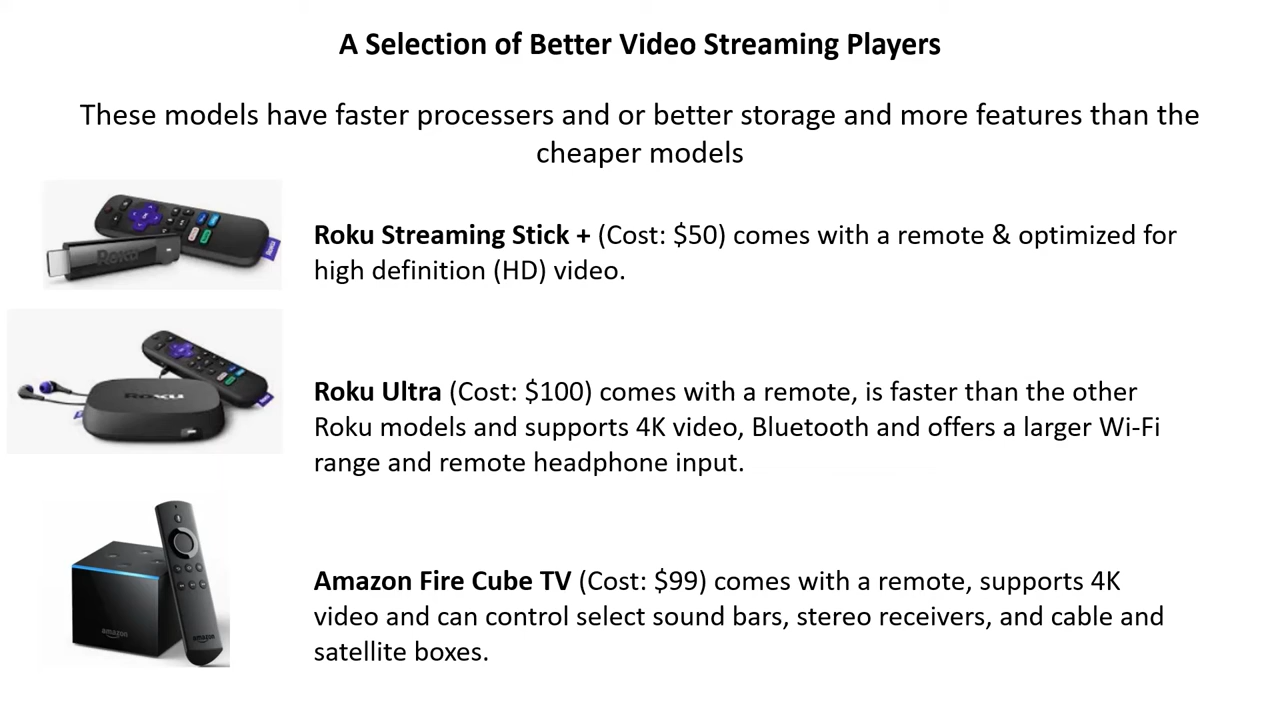 A Selection of Better Video Streaming Players
These models have faster processers and or better storage and more features than the
cheaper models
Roku
Roku Streaming Stick + (Cost: $50) comes with a remote & optimized for
high definition (HD) video.
ROKU
Roku Ultra (Cost: $100) comes with a remote, is faster than the other
Roku models and supports 4K video, Bluetooth and offers a larger Wi-Fi
range and remote headphone input.
amazon
amazon
Amazon Fire Cube TV (Cost: $99) comes with a remote, supports 4K
video and can control select sound bars, stereo receivers, and cable and
satellite boxes.